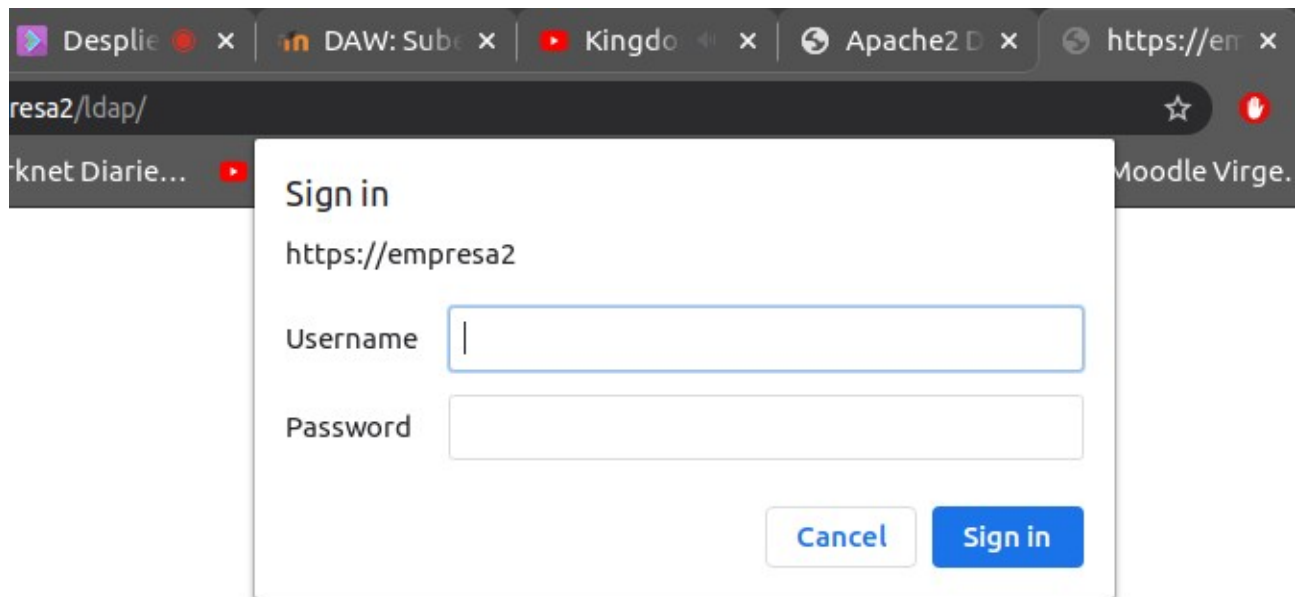 Desplie DAW: Sube Kingdo Apache2 D https://em
resa2/ldap/
rknet Diarie... Moodle Virge.
Sign in
https://empresa2
Username
Password
Cancel Sign in